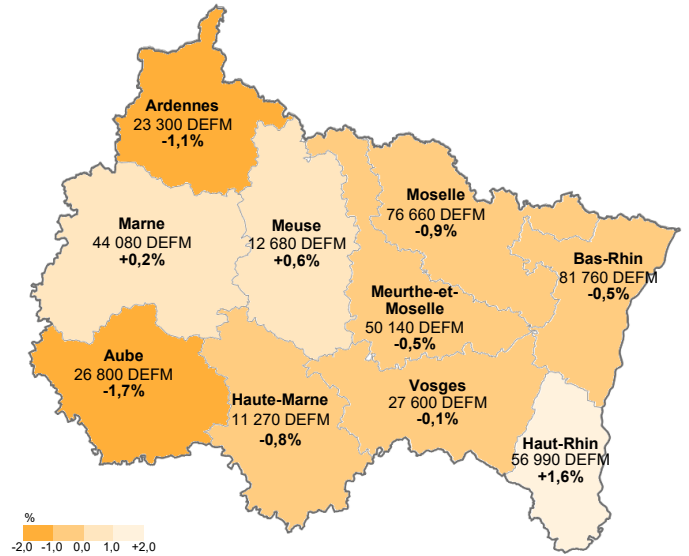 Ardennes
23 300 DEFM
-1,1%
Marne
44 080 DEFM
+0,2%
Meuse
12 680 DEFM
+0,6%
Moselle
76 660 DEFM
-0,9%
Bas-Rhin
81 760 DEFM
-0,5%
Meurthe-et-
Moselle
50 140 DEFM
-0,5%
Aube
26 800 DEFM
-1,7%
Haute-Marne
11 270 DEFM
-0,8%
Vosges
27 600 DEFM
-0,1%
Haut-Rhin
56 990 DEFM
+1,6%
%
-2,0 -1,0 0,0 1,0 +2,0